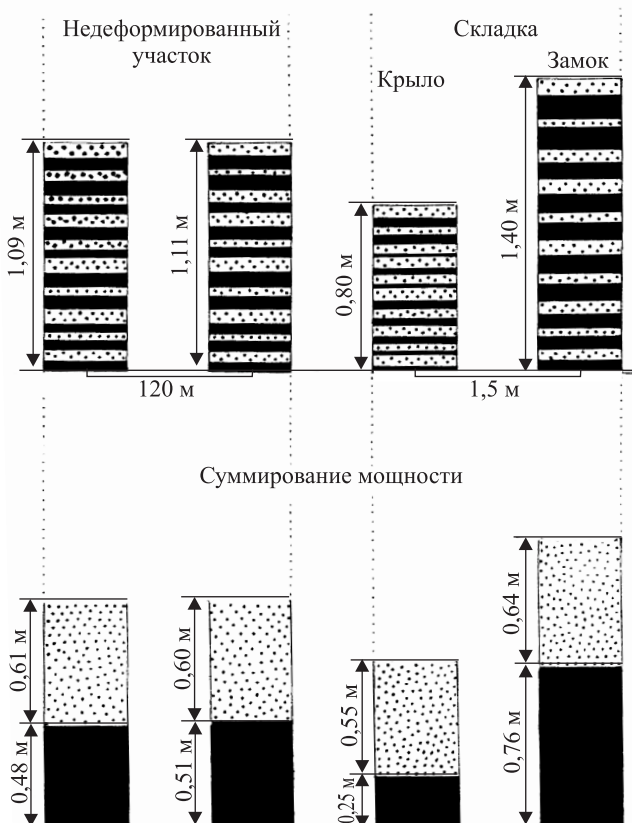 Недеформированный
участок
Складка
Крыло
Замок
1,09 м
1,11 м
0,80 м
1,40 м
120 м
1,5 м
Суммирование мощности
0,61 м
0,60 м
0,55 м
0,64 м
0,48 м
0,51 м
0,25 м
0,76 м